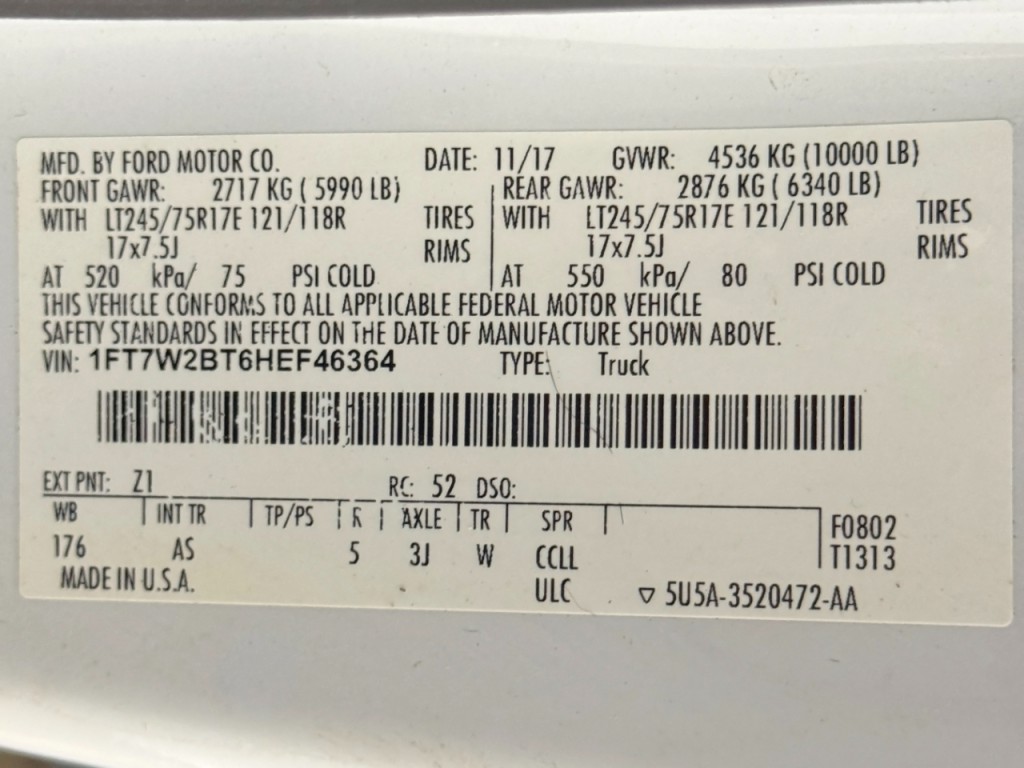 MFD. BY FORD MOTOR CO. DATE: 11/17 GVWR: 4536 KG (10000 LB)
FRONT GAWR: 2717 KG ( 5990 LB) REAR GAWR: 2876 KG ( 6340 LB)
WITH LT245/75R17E 121/118R TIRES WITH LT245/75R17E 121/118R TIRES
17x7.5J RIMS 17x7.5J RIMS
AT 520 kPa/ 75 PSI COLD AT 550 kPa/ 80 PSI COLD
THIS VEHICLE CONFORMS TO ALL APPLICABLE FEDERAL MOTOR VEHICLE
SAFETY STANDARDS IN EFFECT ON THE DATE OF MANUFACTURE SHOWN ABOVE.
VIN: 1FT7W2BT6HEF46364 TYPE: Truck
EXT PNT: Z1 RC: 52 DSO:
WB INT TR TP/PS R AXLE TR SPR F0802
176 AS 5 3J W CCLL T1313
MADE IN U.S.A. ULC ▽ 5U5A-3520472-AA